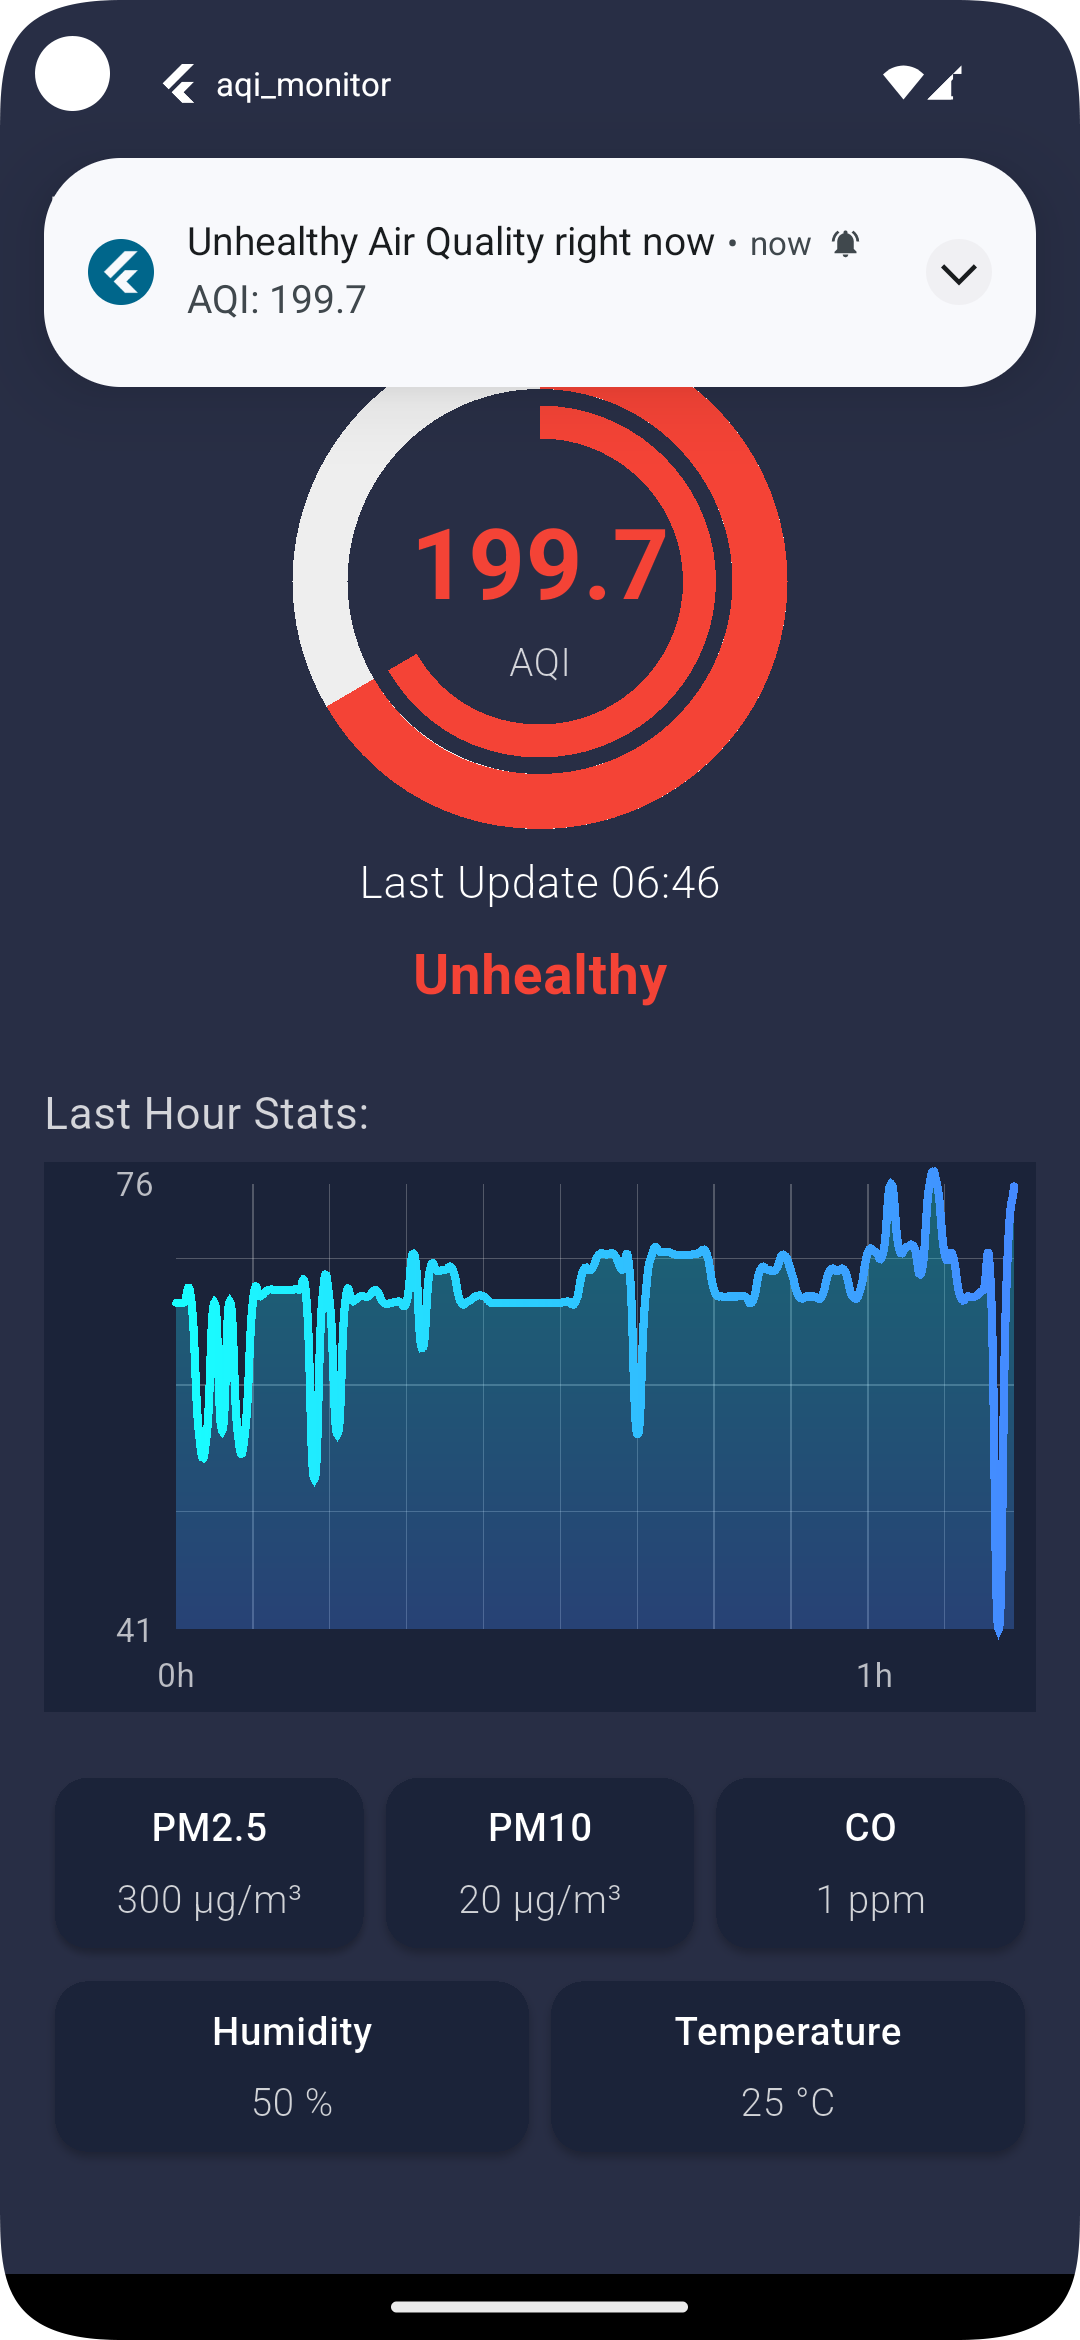 aqi_monitor
Unhealthy Air Quality right now • now
AQI: 199.7
199.7
AQI
Last Update 06:46
Unhealthy
Last Hour Stats:
76
41
0h 1h
PM2.5 PM10 CO
300 µg/m³ 20 µg/m³ 1 ppm
Humidity Temperature
50 % 25 °C